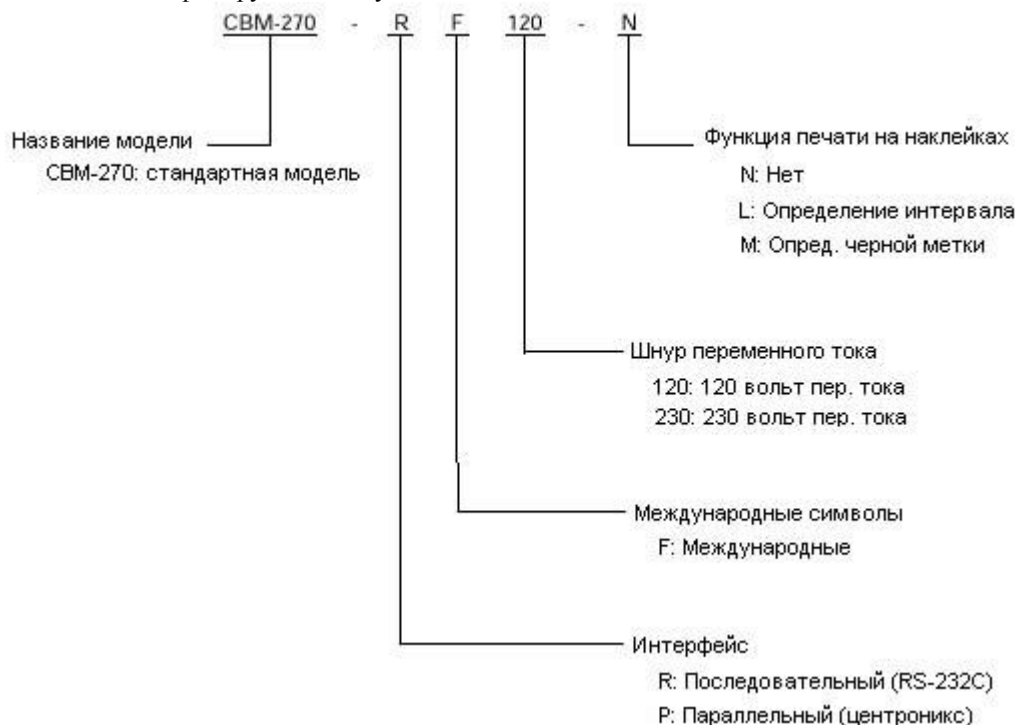 CBM-270 - R F 120 - N
Название модели
CBM-270: стандартная модель
Функция печати на наклейках
N: Нет
L: Определение интервала
M: Опред. черной метки
Шнур переменного тока
120: 120 вольт пер. тока
230: 230 вольт пер. тока
Международные символы
F: Международные
Интерфейс
R: Последовательный (RS-232C)
P: Параллельный (центроникс)